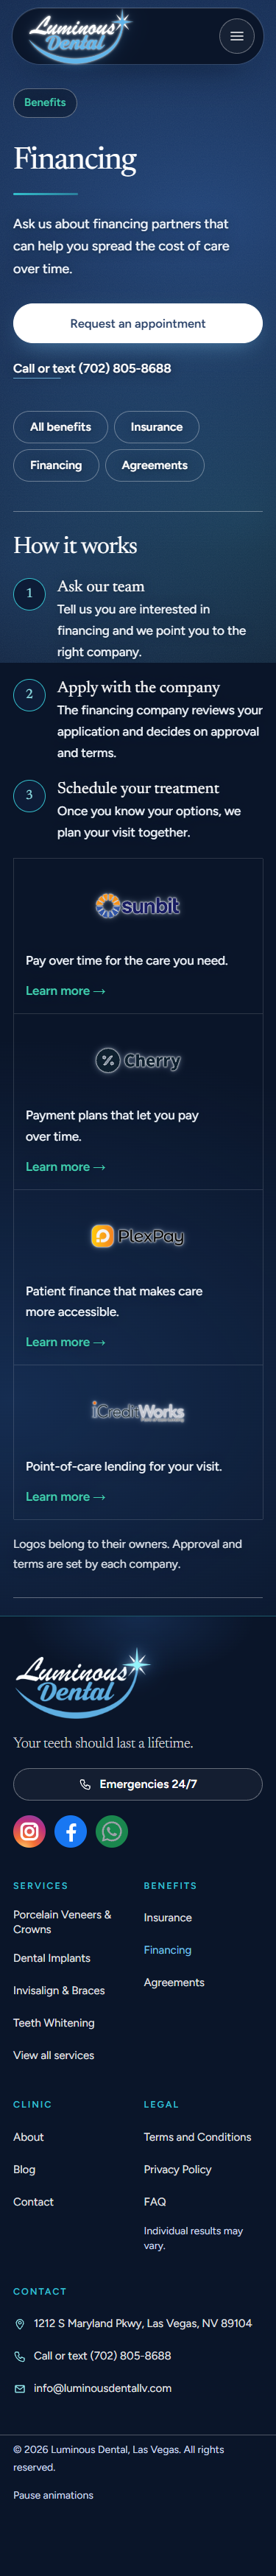 Luminous
Dental
Benefits
Financing
Ask us about financing partners that
can help you spread the cost of care
over time.
Request an appointment
Call or text (702) 805-8688
All benefits
Insurance
Financing
Agreements
How it works
1
Ask our team
Tell us you are interested in
financing and we point you to the
right company.
2
Apply with the company
The financing company reviews your
application and decides on approval
and terms.
3
Schedule your treatment
Once you know your options, we
plan your visit together.
sunbit
Pay over time for the care you need.
Learn more →
Cherry
Payment plans that let you pay
over time.
Learn more →
PlexPay
Patient finance that makes care
more accessible.
Learn more →
iCreditWorks
Point-of-care lending for your visit.
Learn more →
Logos belong to their owners. Approval and
terms are set by each company.
Luminous
Dental
Your teeth should last a lifetime.
Emergencies 24/7
SERVICES
Porcelain Veneers &
Crowns
Dental Implants
Invisalign & Braces
Teeth Whitening
View all services
BENEFITS
Insurance
Financing
Agreements
CLINIC
About
Blog
Contact
LEGAL
Terms and Conditions
Privacy Policy
FAQ
Individual results may
vary.
CONTACT
1212 S Maryland Pkwy, Las Vegas, NV 89104
Call or text (702) 805-8688
info@luminousdentallv.com
© 2026 Luminous Dental, Las Vegas. All rights
reserved.
Pause animations